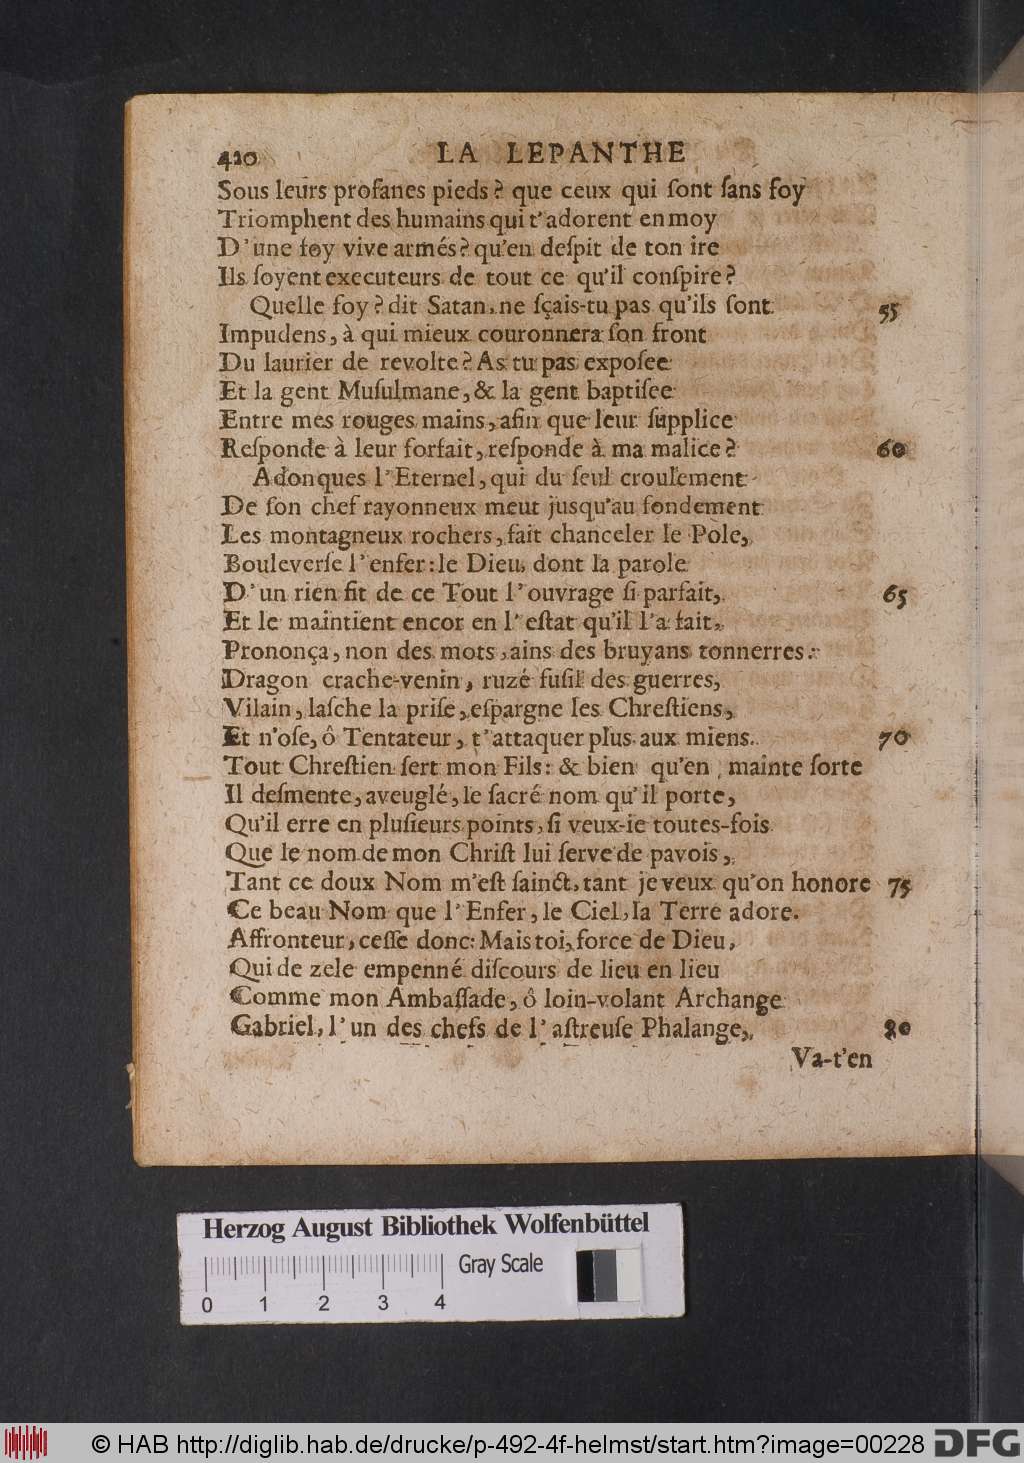 420 LA LEPANTHE
Sous leurs profanes pieds? que ceux qui ſont ſans foy
Triomphent des humains qui t'adorent en moy
D'une foy vive armés? qu'en deſpit de ton ire
Ils ſoyent executeurs de tout ce qu'il conſpire?
Quelle foy? dit Satan, ne ſçais-tu pas qu'ils ſont 55
Impudens, à qui mieux couronnera ſon front
Du laurier de revolte? As tu pas expoſee
Et la gent Muſulmane, & la gent baptiſee
Entre mes rouges mains, afin que leur ſupplice
Reſponde à leur forfait, reſponde à ma malice? 60
Adonques l'Eternel, qui du ſeul croulement
De ſon chef rayonneux meut jusqu'au fondement
Les montagneux rochers, fait chanceler le Pole,
Bouleverſe l'enfer: le Dieu, dont la parole
D'un rien fit de ce Tout l'ouvrage ſi parfait, 65
Et le maintient encor en l'eſtat qu'il l'a fait,
Prononça, non des mots, ains des bruyans tonnerres:
Dragon crache-venin, ruzé fuſil des guerres,
Vilain, laſche la priſe, eſpargne les Chreſtiens,
Et n'oſe, ô Tentateur, t'attaquer plus aux miens. 70
Tout Chreſtien ſert mon Fils: & bien qu'en mainte ſorte
Il deſmente, aveuglé, le ſacré nom qu'il porte,
Qu'il erre en pluſieurs points, ſi veux-ie toutes-fois
Que le nom de mon Chriſt lui ſerve de pavois,
Tant ce doux Nom m'eſt ſainct, tant je veux qu'on honore 75
Ce beau Nom que l'Enfer, le Ciel, la Terre adore.
Affronteur, ceſſe donc: Mais toi, force de Dieu,
Qui de zele empenné diſcours de lieu en lieu
Comme mon Ambaſſade, ô loin-volant Archange
Gabriel, l'un des chefs de l'aſtreuſe Phalange, 80
Va-t'en
Herzog August Bibliothek Wolfenbüttel
Gray Scale
0 1 2 3 4
© HAB http://diglib.hab.de/drucke/p-492-4f-helmst/start.htm?image=00228 DFG